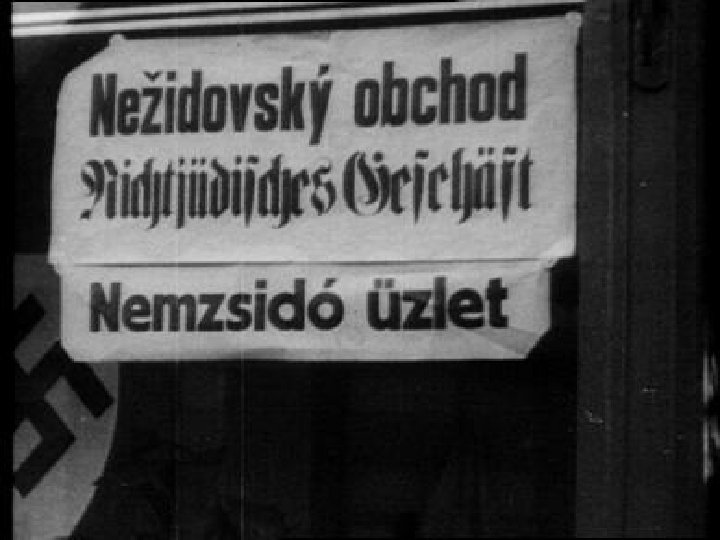 Nežidovský obchod
Nichtjüdisches Geschäft
Nemzsidó üzlet